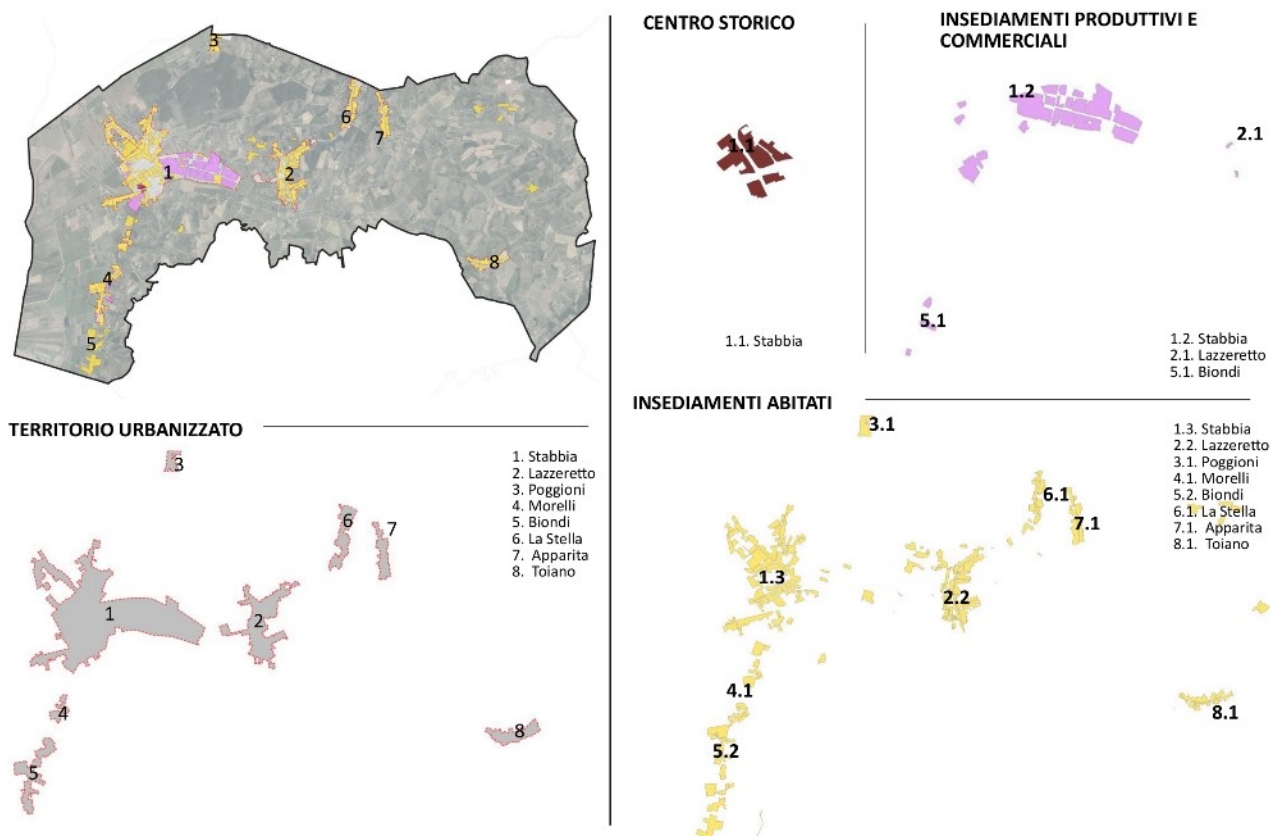 3
6
7
1
2
8
4
5
CENTRO STORICO
1.1
1.1. Stabbia
INSEDIAMENTI PRODUTTIVI E
COMMERCIALI
1.2
2.1
5.1
1.2. Stabbia
2.1. Lazzeretto
5.1. Biondi
TERRITORIO URBANIZZATO
1. Stabbia
2. Lazzeretto
3. Poggioni
4. Morelli
5. Biondi
6. La Stella
7. Apparita
8. Toiano
3
6
7
1
2
4
8
5
INSEDIAMENTI ABITATI
1.3. Stabbia
2.2. Lazzeretto
3.1. Poggioni
4.1. Morelli
5.2. Biondi
6.1. La Stella
7.1. Apparita
8.1. Toiano
3.1
6.1
7.1
1.3
2.2
4.1
8.1
5.2